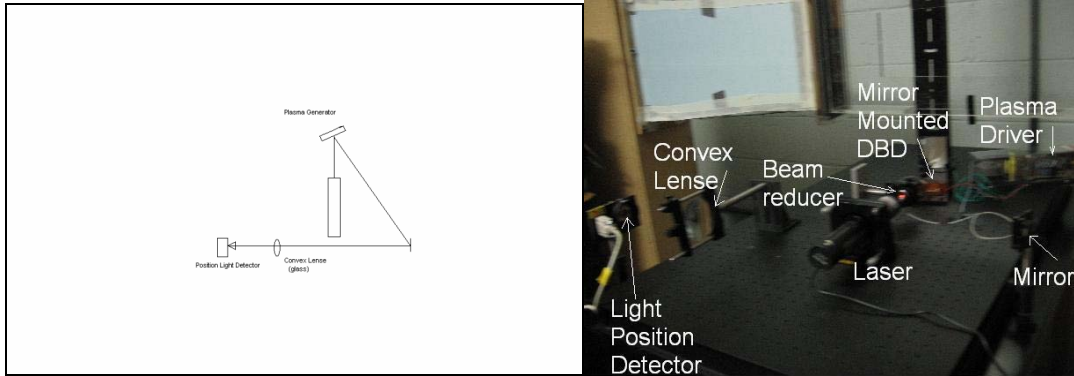 Plasma Generator
Position Light Detector
Convex Lense
(glass)
Mirror
Mounted
DBD
Plasma
Driver
Convex
Lense
Beam
reducer
Laser
Mirror
Light
Position
Detector